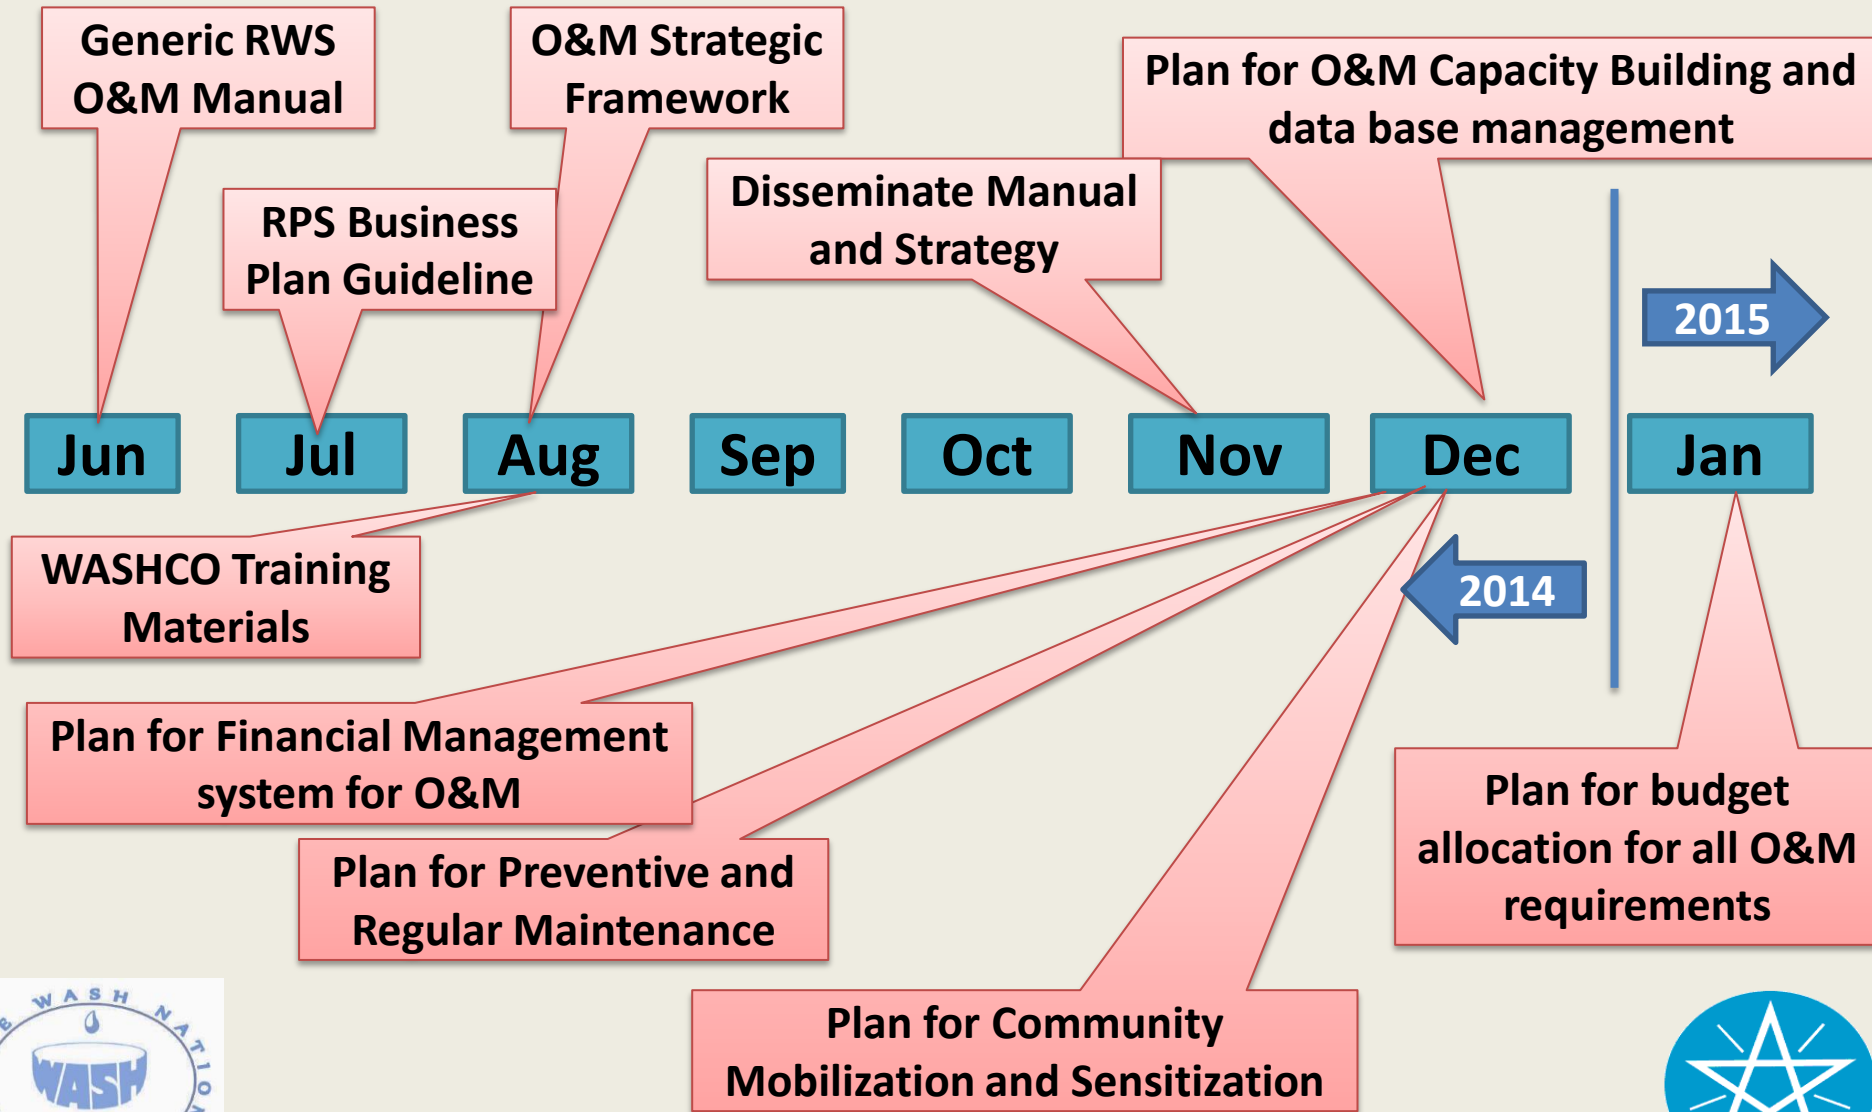 Generic RWS
O&M Manual
O&M Strategic
Framework
Plan for O&M Capacity Building and
data base management
RPS Business
Plan Guideline
Disseminate Manual
and Strategy
2015
Jun
Jul
Aug
Sep
Oct
Nov
Dec
Jan
WASHCO Training
Materials
2014
Plan for Financial Management
system for O&M
Plan for Preventive and
Regular Maintenance
Plan for budget
allocation for all O&M
requirements
Plan for Community
Mobilization and Sensitization
WASH
WASH